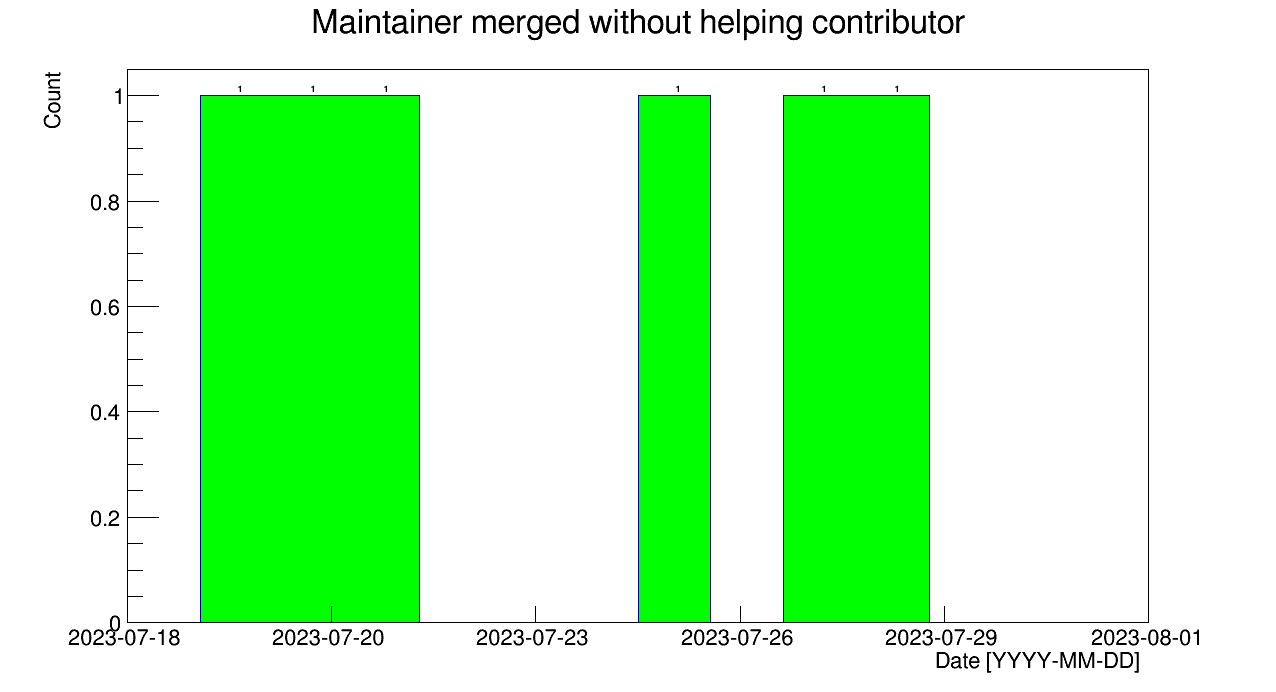 Maintainer merged without helping contributor
Count
1 1 1 1 1 1
1
0.8
0.6
0.4
0.2
0
2023-07-18 2023-07-20 2023-07-23 2023-07-26 2023-07-29 2023-08-01
Date [YYYY-MM-DD]